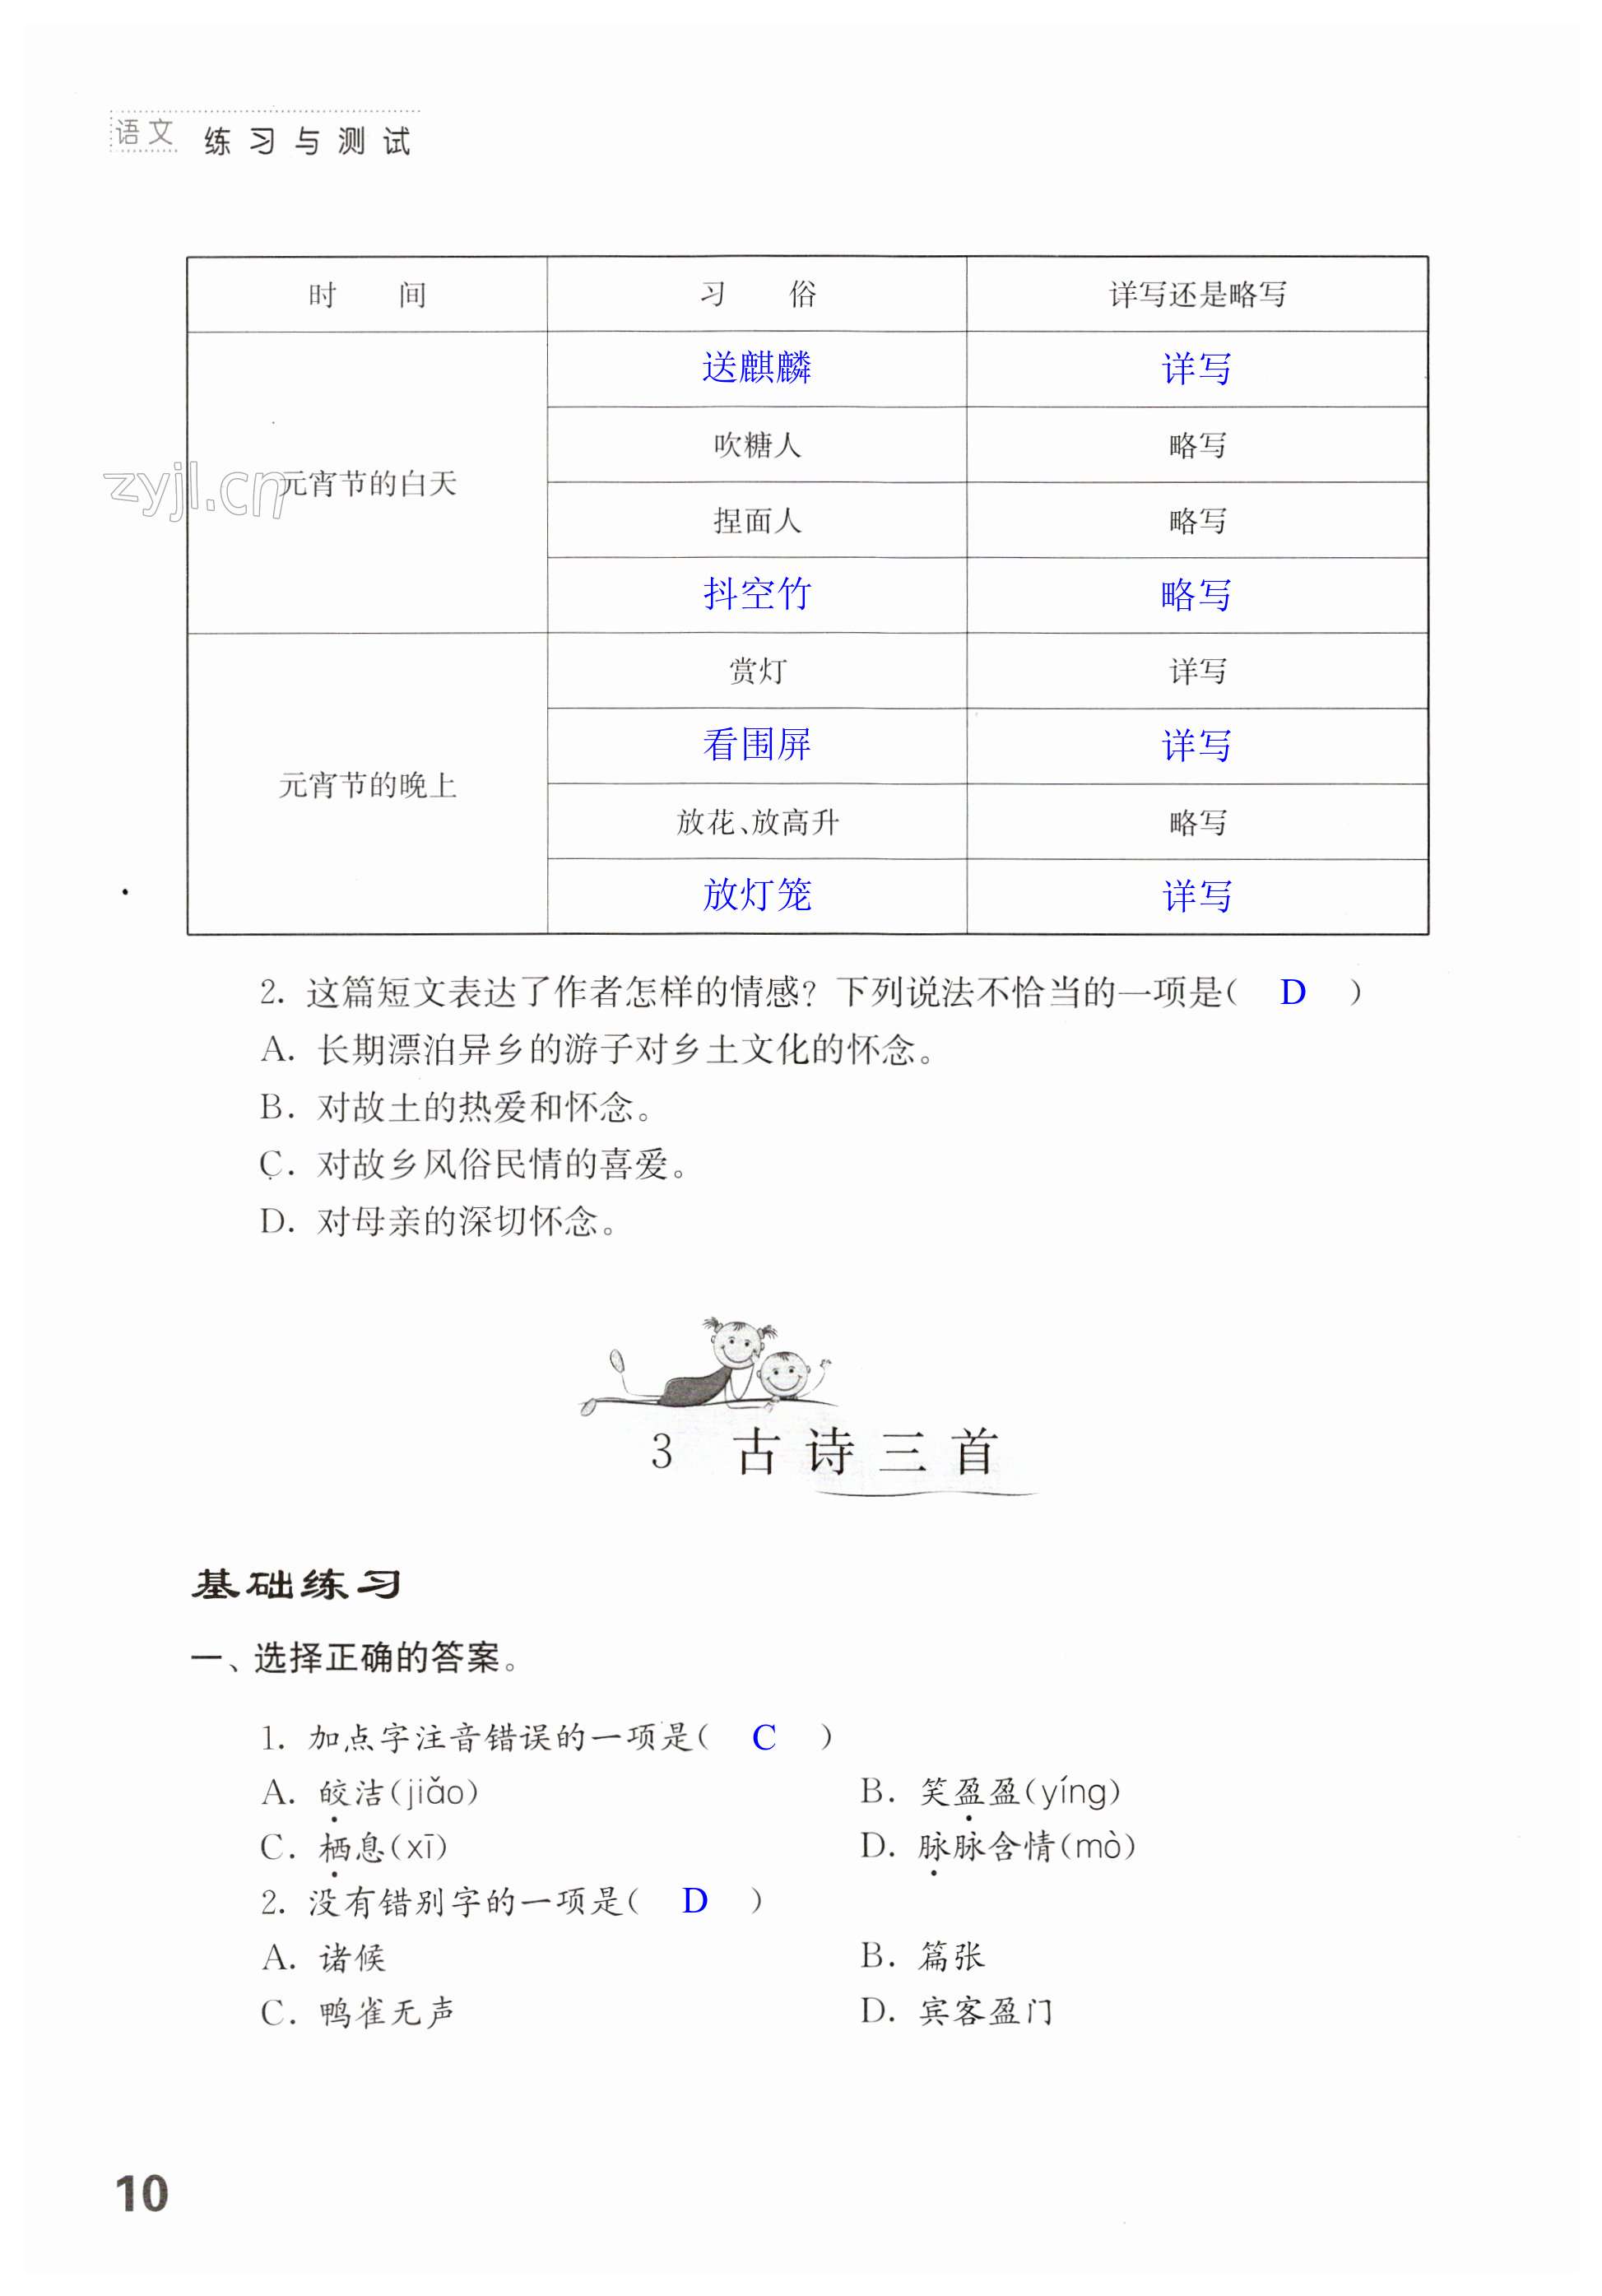 语文 练习与测试
时 间 习 俗 详写还是略写
送麒麟 详写
吹糖人 略写
zyjl.cn
元宵节的白天
捏面人 略写
抖空竹 略写
赏灯 详写
看围屏 详写
元宵节的晚上
放花、放高升 略写
放灯笼 详写
2. 这篇短文表达了作者怎样的情感？下列说法不恰当的一项是( D )
A. 长期漂泊异乡的游子对乡土文化的怀念。
B. 对故土的热爱和怀念。
C. 对故乡风俗民情的喜爱。
D. 对母亲的深切怀念。
3 古诗三首
基础练习
一、选择正确的答案。
1. 加点字注音错误的一项是( C )
A. 皎洁(jiǎo) B. 笑盈盈(yíng)
C. 栖息(xī) D. 脉脉含情(mò)
2. 没有错别字的一项是( D )
A. 诸候 B. 篇张
C. 鸭雀无声 D. 宾客盈门
10